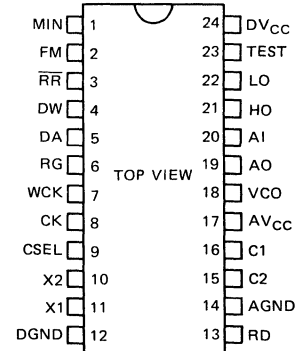 MIN 1 24 DVCC
FM 2 23 TEST
R̅R̅ 3 22 LO
DW 4 21 HO
DA 5 20 AI
RG 6 19 AO
TOP VIEW
WCK 7 18 VCO
CK 8 17 AVCC
CSEL 9 16 C1
X2 10 15 C2
X1 11 14 AGND
DGND 12 13 RD